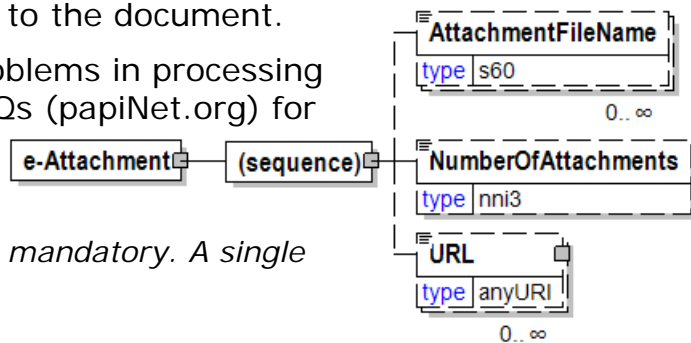 to the document.
oblems in processing
Qs (papiNet.org) for
mandatory. A single
e-Attachment
(sequence)
AttachmentFileName
type s60
0.. ∞
NumberOfAttachments
type nni3
URL
type anyURI
0.. ∞